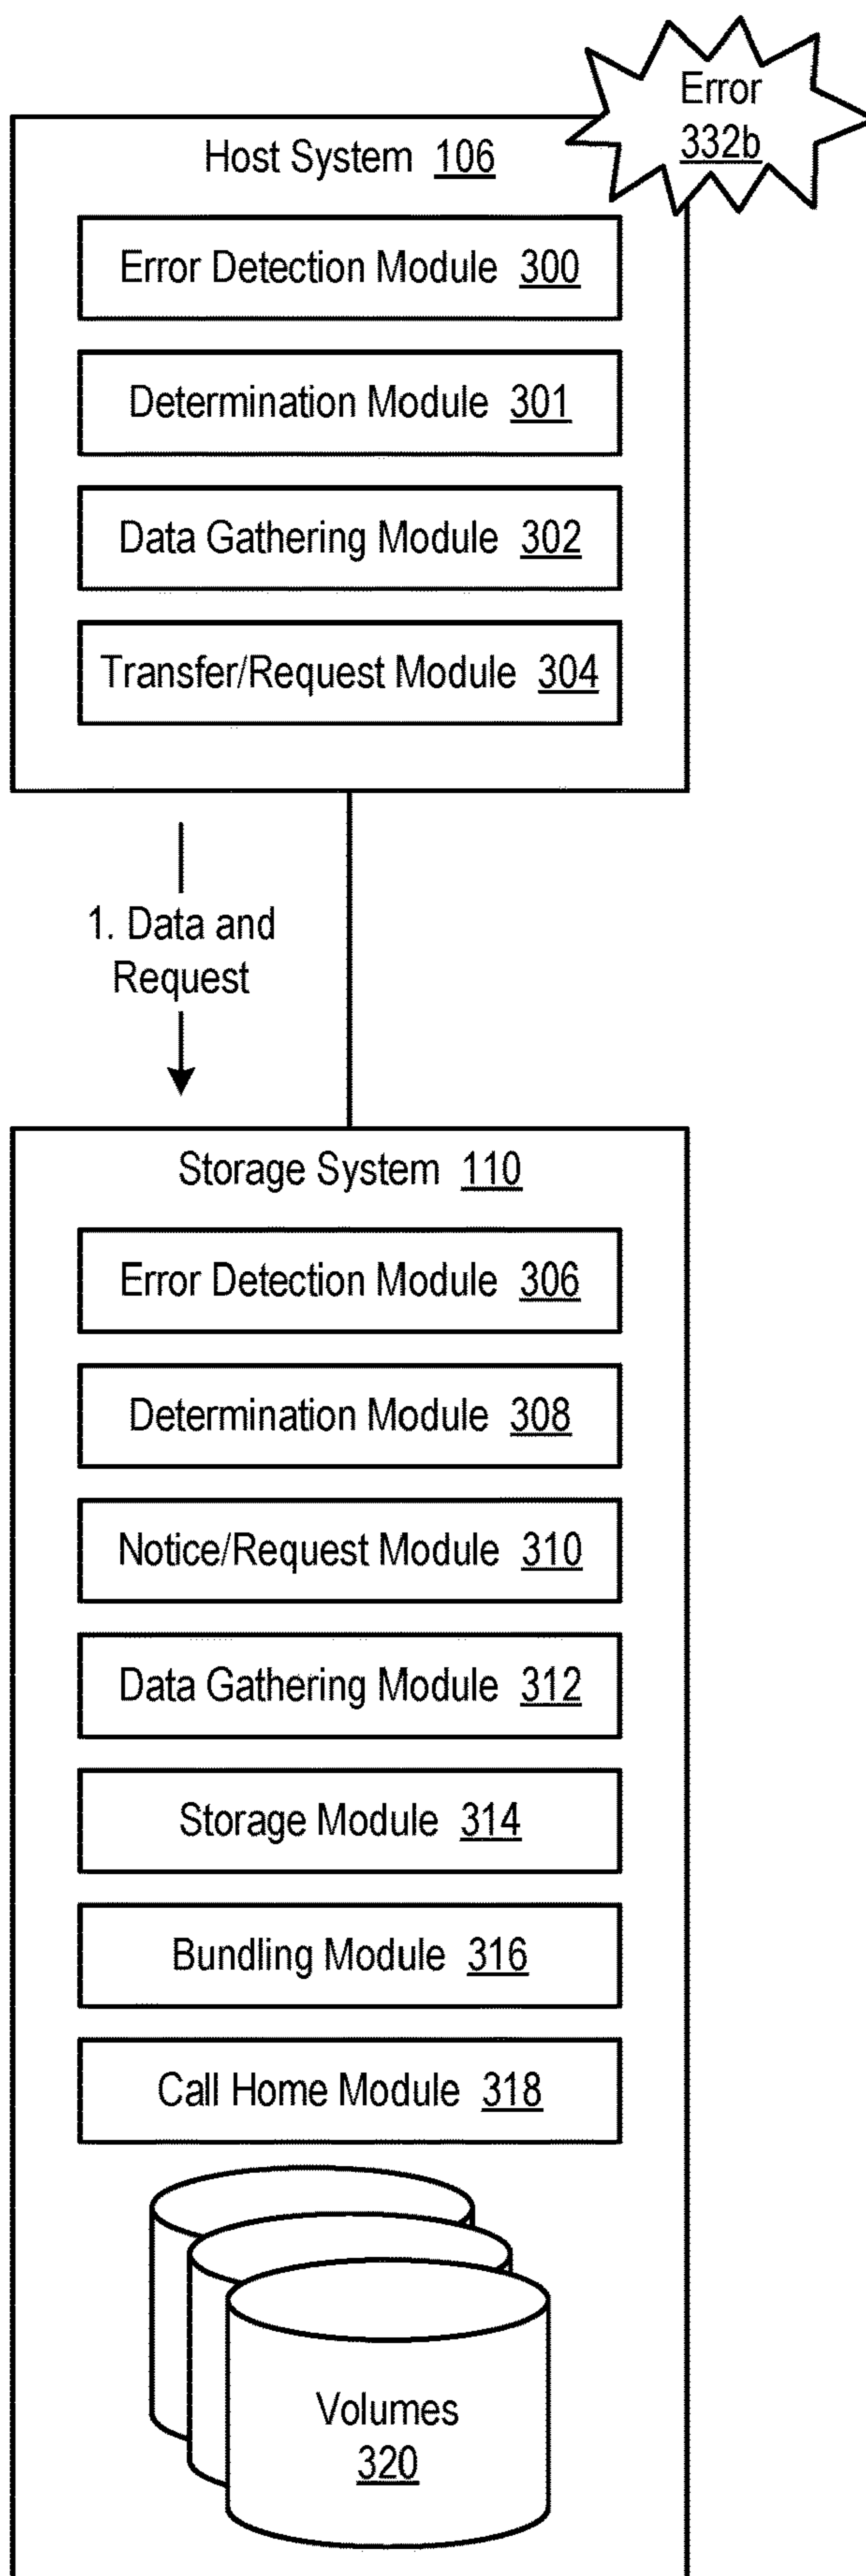 Error
332b
Host System 106
Error Detection Module 300
Determination Module 301
Data Gathering Module 302
Transfer/Request Module 304
1. Data and
Request
Storage System 110
Error Detection Module 306
Determination Module 308
Notice/Request Module 310
Data Gathering Module 312
Storage Module 314
Bundling Module 316
Call Home Module 318
Volumes
320